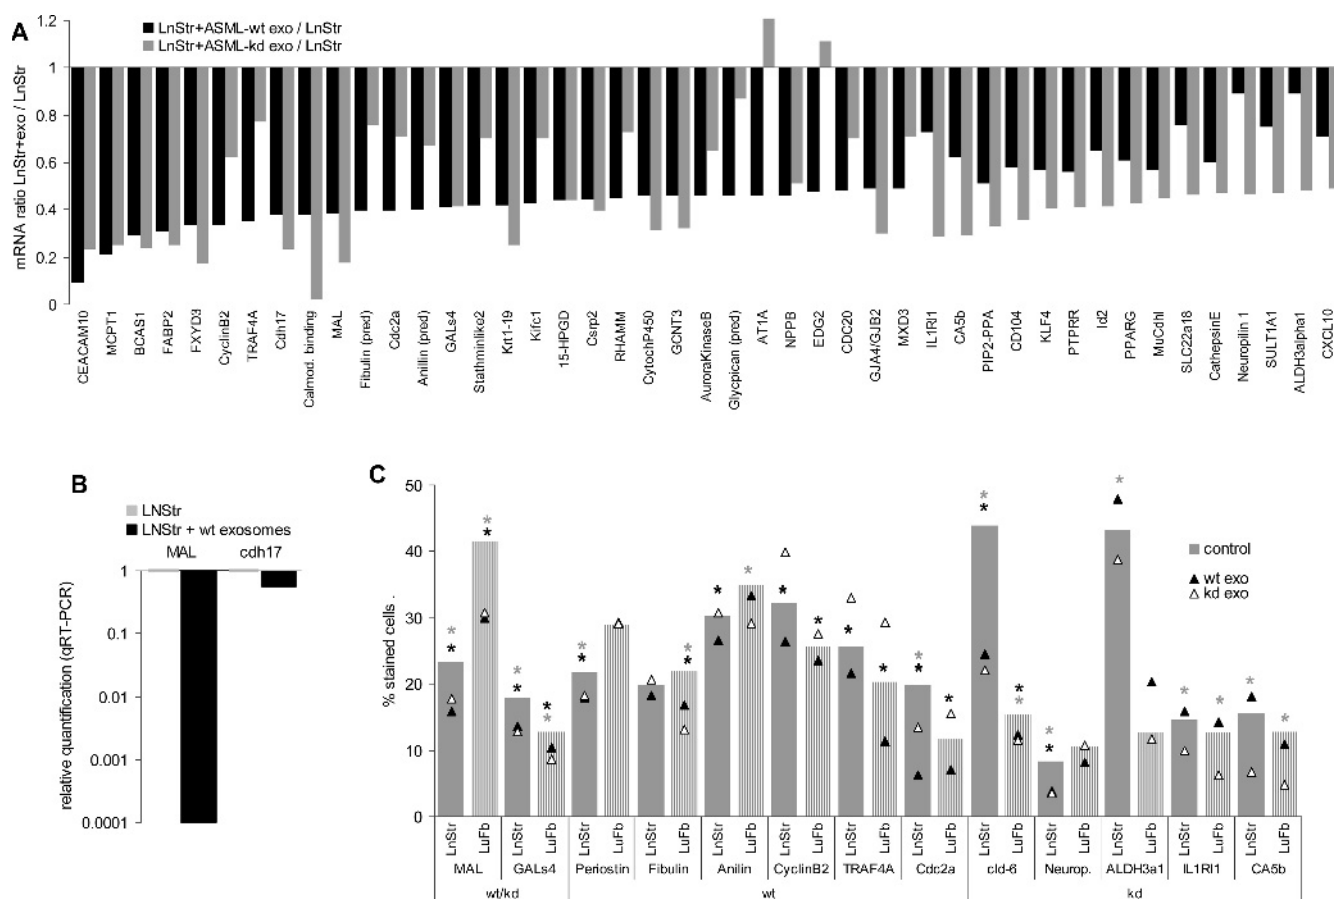 A
LnStr+ASML-wt exo / LnStr
LnStr+ASML-kd exo / LnStr
mRNA ratio LnStr+exo / LnStr
1.2
1
0.8
0.6
0.4
0.2
0
CEACAM10
MCPT1
BCAS1
FABP2
FXYD3
CyclinB2
TRAF4A
Cdh17
Calmod. binding
MAL
Fibulin (pred)
Cdc2a
Anillin (pred)
GALs4
Stathminlike2
Krt1-19
Kifc1
15-HPGD
Csrp2
RHAMM
CytochP450
GCNT3
AuroraKinaseB
Glycpican (pred)
AT1A
NPPB
EDG2
CDC20
GJA4/GJB2
MXD3
IL1RI1
CA5b
PIP2-PPA
CD104
KLF4
PTPRR
Id2
PPARG
MuCdhl
SLC22a18
CathepsinE
Neuropilin 1
SULT1A1
ALDH3alpha1
CXCL10
B
LNStr
LNStr + wt exosomes
MAL cdh17
relative quantification (qRT-PCR)
1
0.1
0.01
0.001
0.0001
C
% stained cells .
50
40
30
20
10
0
control
wt exo
kd exo
* * * * * * * * * * * * * * * * * * * * * * * * * * * * * * * *
LnStr LuFb LnStr LuFb LnStr LuFb LnStr LuFb LnStr LuFb LnStr LuFb LnStr LuFb LnStr LuFb LnStr LuFb LnStr LuFb LnStr LuFb LnStr LuFb LnStr LuFb
MAL GALs4 Periostin Fibulin Anilin CyclinB2 TRAF4A Cdc2a cld-6 Neurop. ALDH3a1 IL1RI1 CA5b
wt/kd wt kd